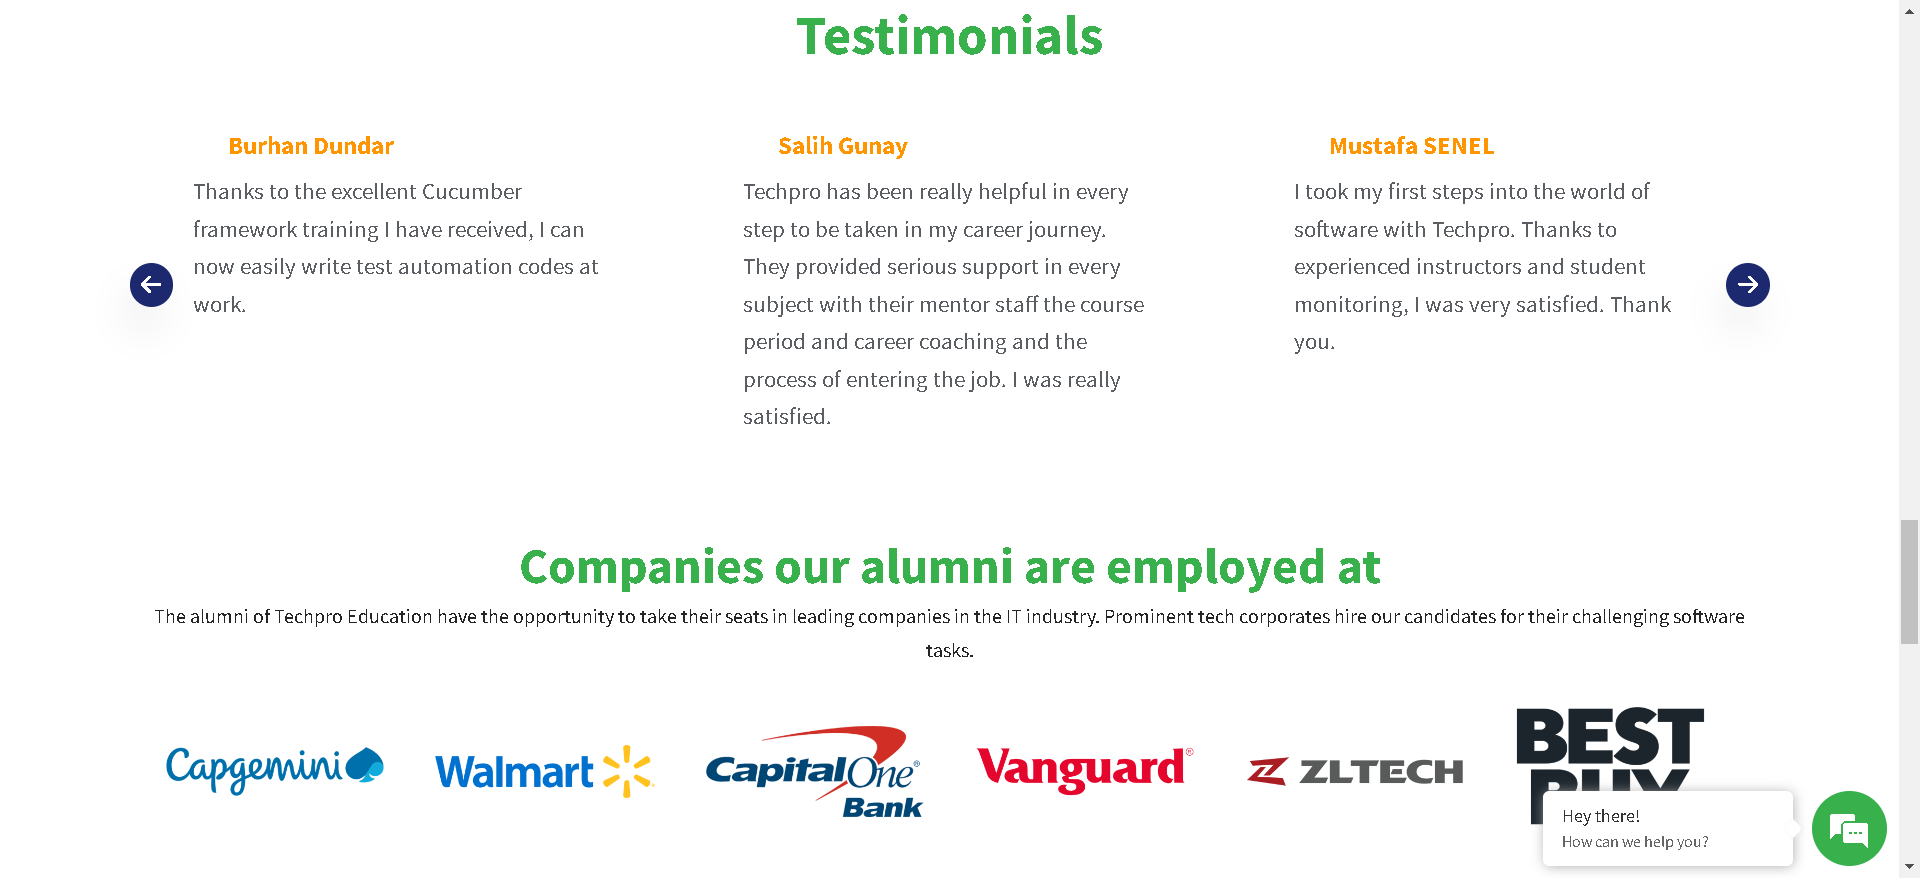 Testimonials
Burhan Dundar
Thanks to the excellent Cucumber
framework training I have received, I can
now easily write test automation codes at
work.
Salih Gunay
Techpro has been really helpful in every
step to be taken in my career journey.
They provided serious support in every
subject with their mentor staff the course
period and career coaching and the
process of entering the job. I was really
satisfied.
Mustafa SENEL
I took my first steps into the world of
software with Techpro. Thanks to
experienced instructors and student
monitoring, I was very satisfied. Thank
you.
Companies our alumni are employed at
The alumni of Techpro Education have the opportunity to take their seats in leading companies in the IT industry. Prominent tech corporates hire our candidates for their challenging software
tasks.
Capgemini
Walmart
CapitalOne®
Bank
Vanguard®
ZLTECH
BEST
BUY
Hey there!
How can we help you?